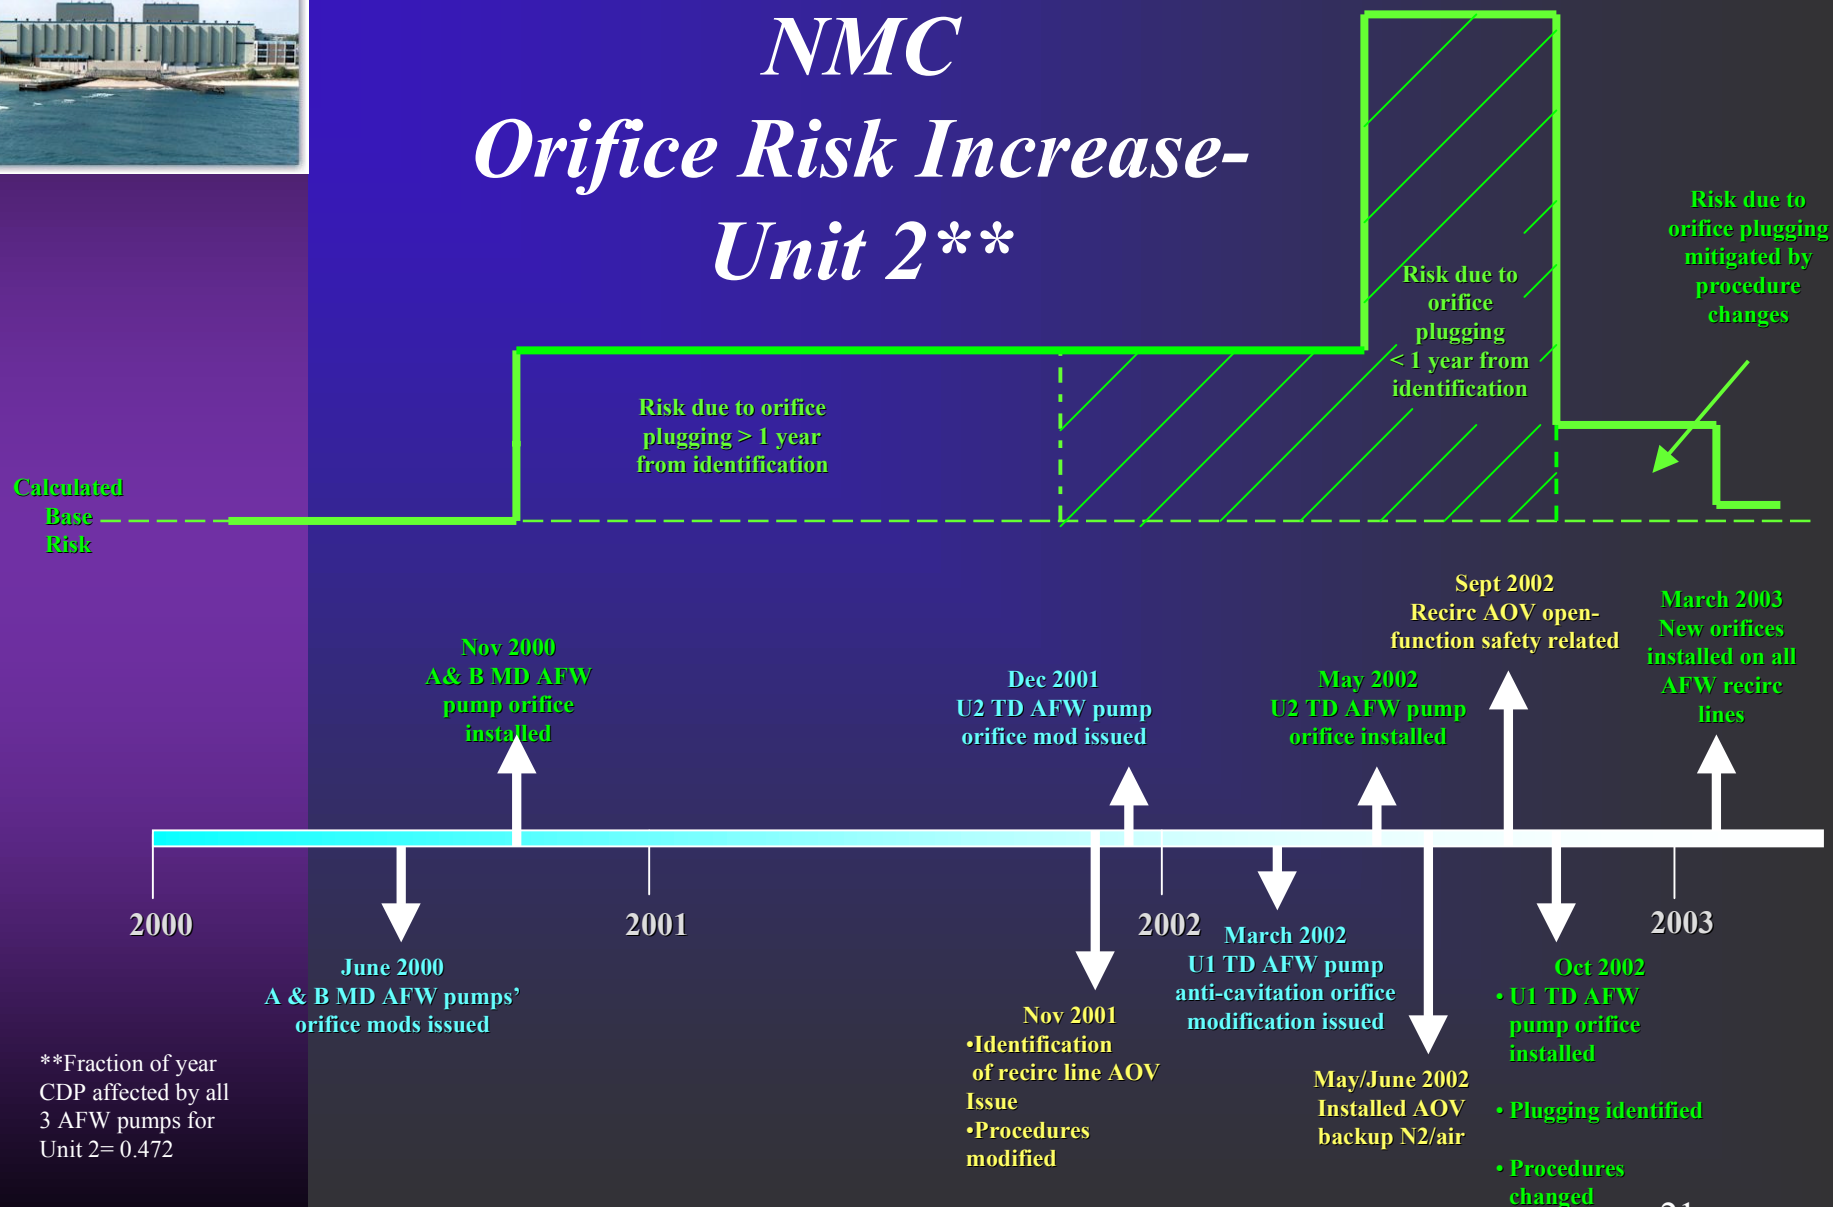 NMC
Orifice Risk Increase-
Unit 2**
Risk due to
orifice plugging
mitigated by
procedure
changes
Risk due to
orifice
plugging
< 1 year from
identification
Risk due to orifice
plugging > 1 year
from identification
Calculated
Base
Risk
Nov 2000
A& B MD AFW
pump orifice
installed
Dec 2001
U2 TD AFW pump
orifice mod issued
May 2002
U2 TD AFW pump
orifice installed
Sept 2002
Recirc AOV open-
function safety related
March 2003
New orifices
installed on all
AFW recirc
lines
2000
2001
2002
2003
June 2000
A & B MD AFW pumps’
orifice mods issued
Nov 2001
•Identification
of recirc line AOV
Issue
•Procedures
modified
March 2002
U1 TD AFW pump
anti-cavitation orifice
modification issued
May/June 2002
Installed AOV
backup N2/air
Oct 2002
• U1 TD AFW
pump orifice
installed
• Plugging identified
• Procedures
changed
**Fraction of year
CDP affected by all
3 AFW pumps for
Unit 2= 0.472